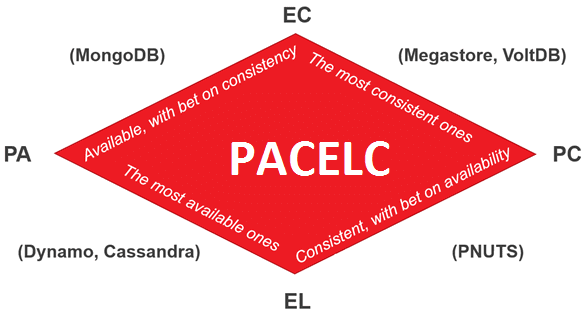 EC
(MongoDB)
(Megastore, VoltDB)
Available, with bet on consistency
The most consistent ones
PA
PACELC
PC
The most available ones
Consistent, with bet on availability
(Dynamo, Cassandra)
(PNUTS)
EL